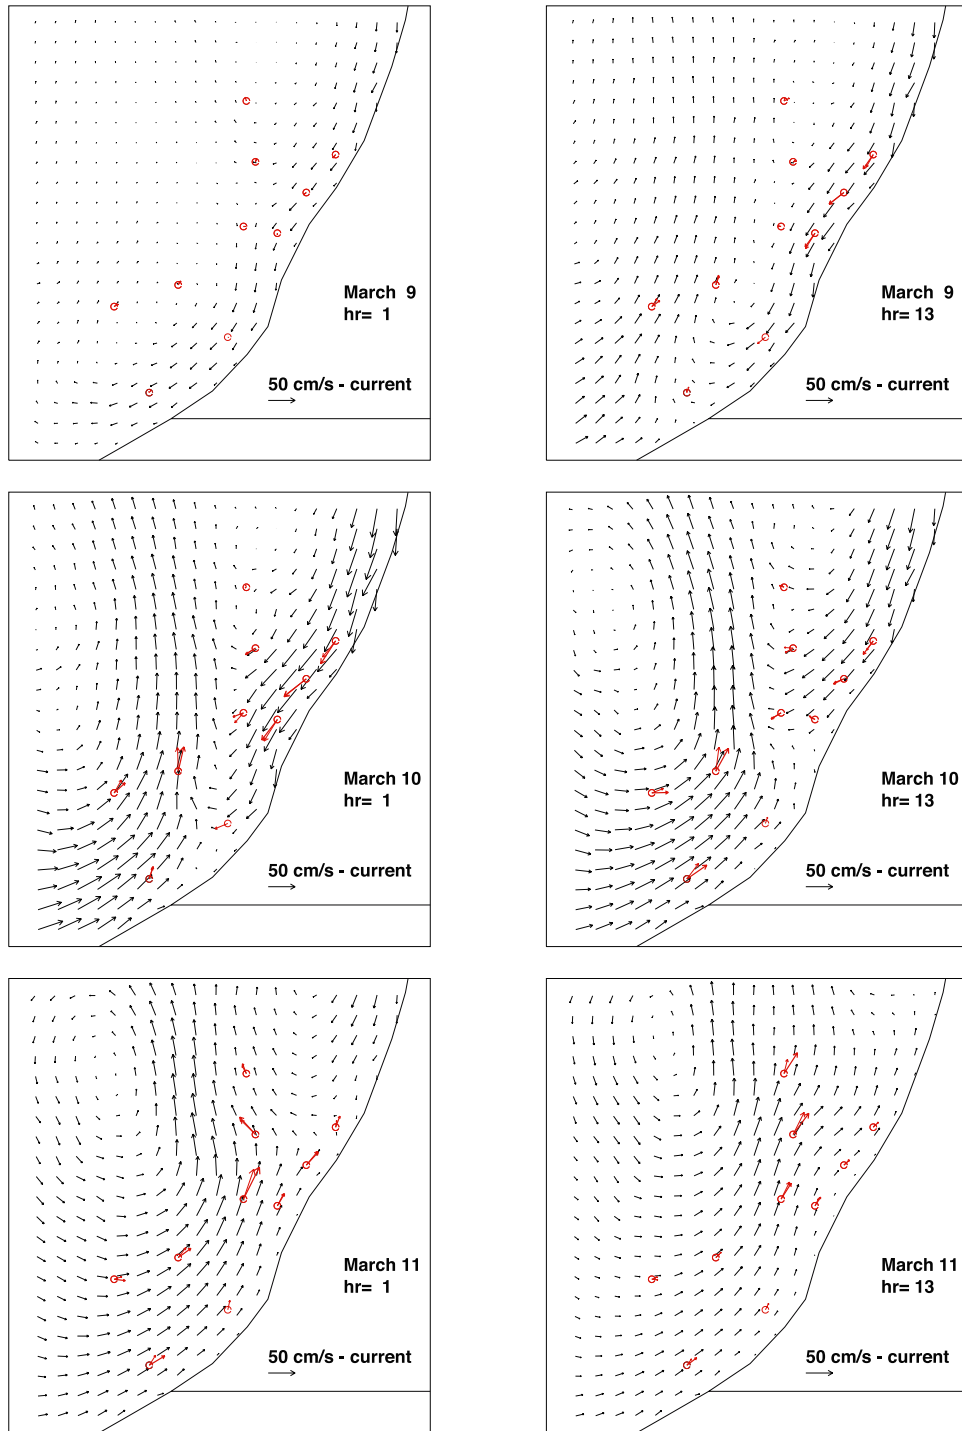 March 9
hr= 1
50 cm/s - current
March 9
hr= 13
50 cm/s - current
March 10
hr= 1
50 cm/s - current
March 10
hr= 13
50 cm/s - current
March 11
hr= 1
50 cm/s - current
March 11
hr= 13
50 cm/s - current